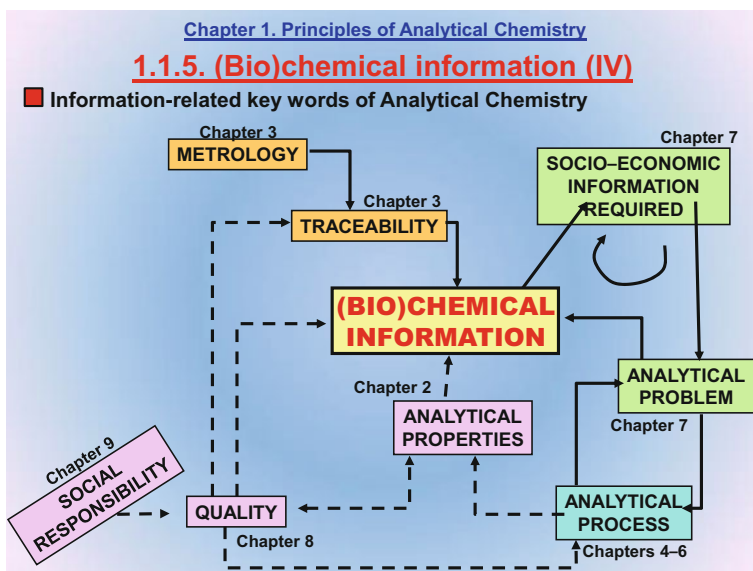 Chapter 1. Principles of Analytical Chemistry
1.1.5. (Bio)chemical information (IV)
Information-related key words of Analytical Chemistry
Chapter 3
METROLOGY
Chapter 7
SOCIO–ECONOMIC
INFORMATION
REQUIRED
Chapter 3
TRACEABILITY
(BIO)CHEMICAL
INFORMATION
ANALYTICAL
PROBLEM
Chapter 7
Chapter 2
ANALYTICAL
PROPERTIES
Chapter 9
SOCIAL
RESPONSIBILITY
QUALITY
Chapter 8
ANALYTICAL
PROCESS
Chapters 4–6